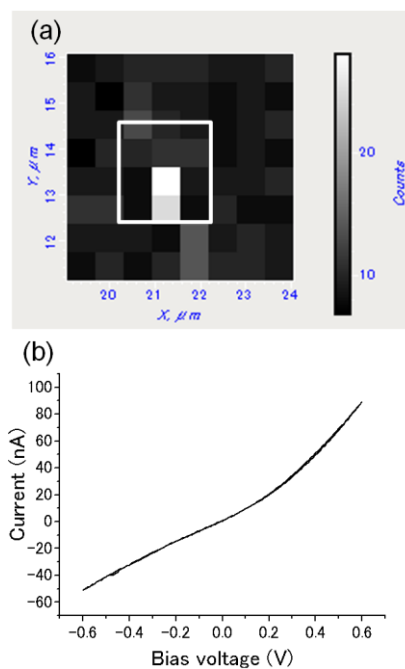 (a)
16
15
14
13
12
Y, μm
20 21 22 23 24
X, μm
20
10
Counts
(b)
100
80
60
40
20
0
-20
-40
-60
Current (nA)
-0.6 -0.4 -0.2 0.0 0.2 0.4 0.6
Bias voltage (V)